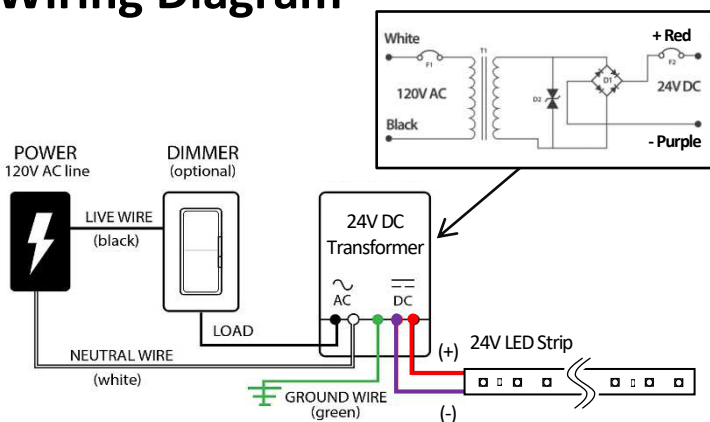 Wiring Diagram
White
+ Red
F1
T1
D2
D1
F2
120V AC
24V DC
Black
- Purple
POWER
120V AC line
DIMMER
(optional)
LIVE WIRE
(black)
24V DC
Transformer
AC
DC
LOAD
NEUTRAL WIRE
(white)
GROUND WIRE
(green)
(+)
24V LED Strip
(-)